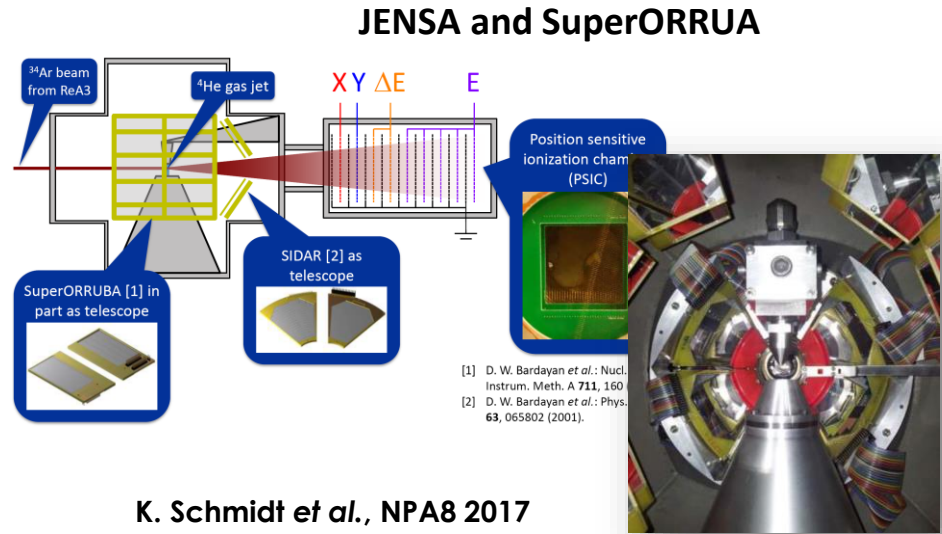 JENSA and SuperORRUA
³⁴Ar beam
from ReA3
⁴He gas jet
X Y ΔE E
Position sensitive
ionization
(PSIC)
SuperORRUBA [1] in
part as telescope
SIDAR [2] as
telescope
[1] D. W. Bardayan et al.: Nucl.
Instrum. Meth. A 711, 160
[2] D. W. Bardayan et al.: Phys.
63, 065802 (2001).
K. Schmidt et al., NPA8 2017